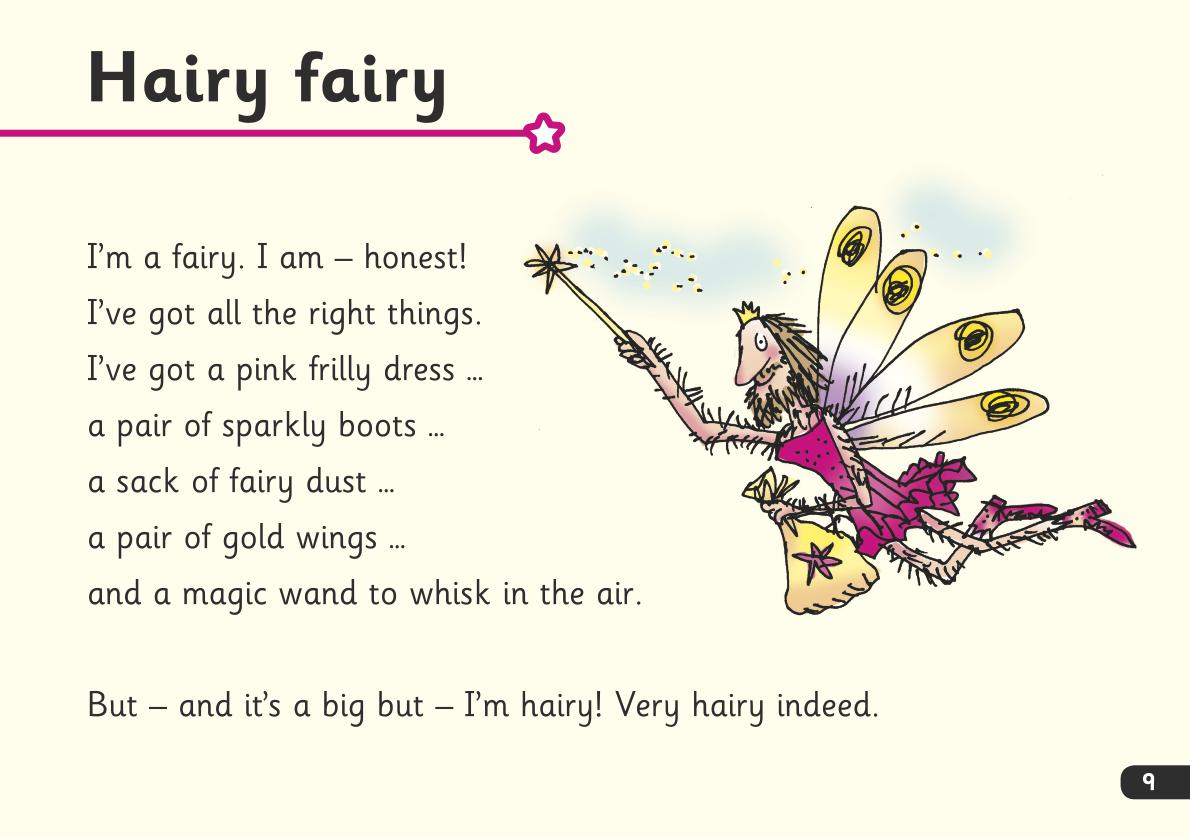 Hairy fairy
I’m a fairy. I am – honest!
I’ve got all the right things.
I’ve got a pink frilly dress ...
a pair of sparkly boots ...
a sack of fairy dust ...
a pair of gold wings ...
and a magic wand to whisk in the air.
But – and it’s a big but – I’m hairy! Very hairy indeed.
9